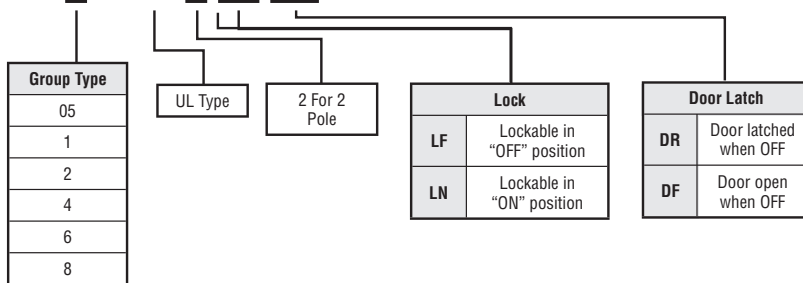 Group Type
05
1
2
4
6
8
UL Type
2 For 2
Pole
Lock
LF
Lockable in
“OFF” position
LN
Lockable in
“ON” position
Door Latch
DR
Door latched
when OFF
DF
Door open
when OFF